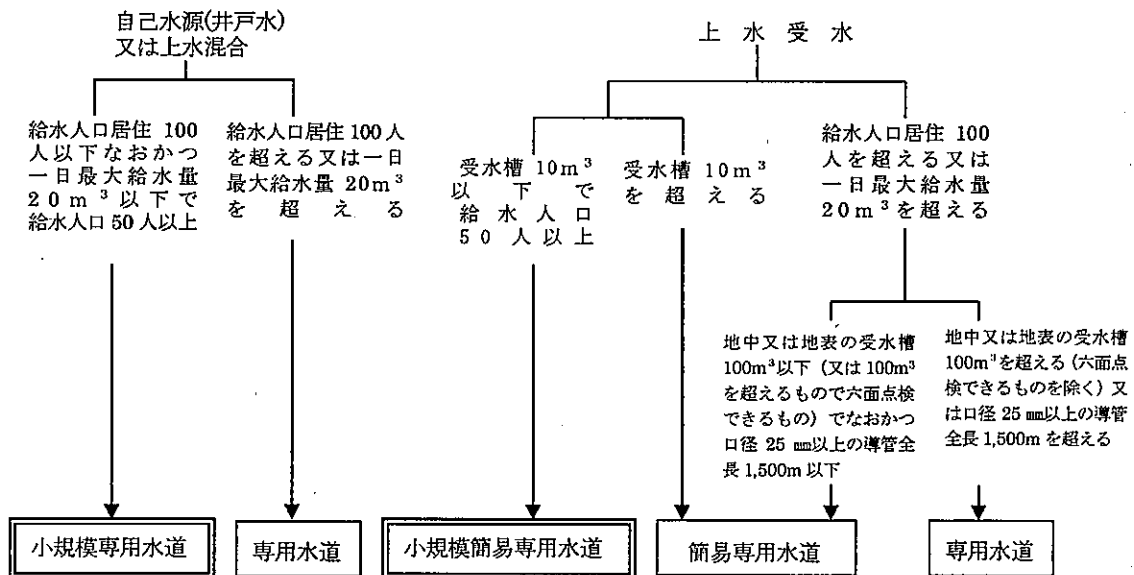 自己水源(井戸水)
又は上水混合
上水受水
給水人口居住 100
人以下なおかつ
一日最大給水量
20m³以下で
給水人口50人以上
給水人口居住 100人
を超える又は一日
最大給水量 20m³
を超える
受水槽 10m³
以下で
給水人口
50人以上
受水槽 10m³
を超える
給水人口居住 100
人を超える又は
一日最大給水量
20m³を超える
地中又は地表の受水槽
100m³以下(又は100m³
を超えるもので六面点検
できるもの)でなおかつ
口径 25 ㎜以上の導管全
長 1,500m 以下
地中又は地表の受水槽
100m³を超える(六面点
検できるものを除く)又
は口径 25 ㎜以上の導管
全長 1,500m を超える
小規模専用水道
専用水道
小規模簡易専用水道
簡易専用水道
専用水道